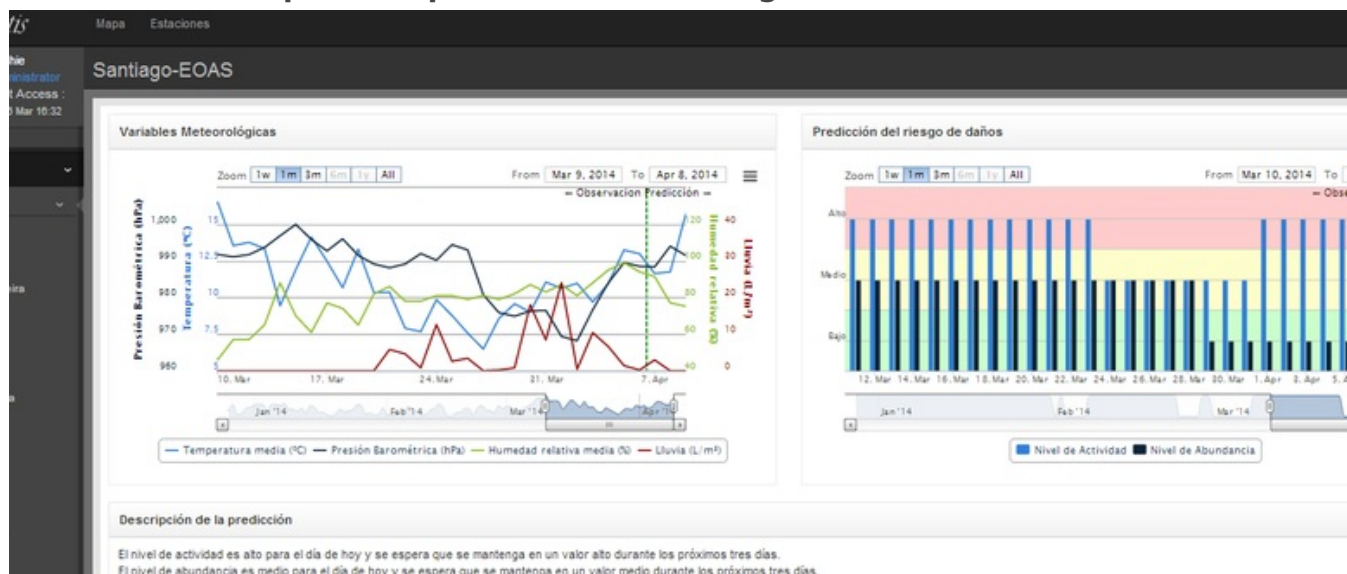 Mapa Estaciones
Santiago-EOAS
Access :
Mar 16:32
Variables Meteorológicas
Zoom 1w 1m 3m 6m 1y All From Mar 9, 2014 To Apr 8, 2014
Observacion Predicción
Presión Barométrica (hPa)
1,000
990
980
970
960
Temperatura (ºC)
15
12.5
10
7.5
5
120
100
80
60
40
Humedad relativa (%)
40
30
20
10
0
Lluvia (L/m²)
10. Mar 17. Mar 24. Mar 31. Mar 7. Apr
Jan '14 Feb '14 Mar '14 Apr '14
Temperatura media (ºC) Presión Barométrica (hPa) Humedad relativa media (%) Lluvia (L/m²)
Predicción del riesgo de daños
Zoom 1w 1m 3m 6m 1y All From Mar 10, 2014 To
Alto
Medio
Bajo
12. Mar 14. Mar 16. Mar 18. Mar 20. Mar 22. Mar 24. Mar 26. Mar 28. Mar 30. Mar 1. Apr 3. Apr 5. A
Jan '14 Feb '14 Mar '14
Nivel de Actividad Nivel de Abundancia
Descripción de la predicción
El nivel de actividad es alto para el día de hoy y se espera que se mantenga en un valor alto durante los próximos tres días.
El nivel de abundancia es medio para el día de hoy y se espera que se mantenga en un valor medio durante los próximos tres días.